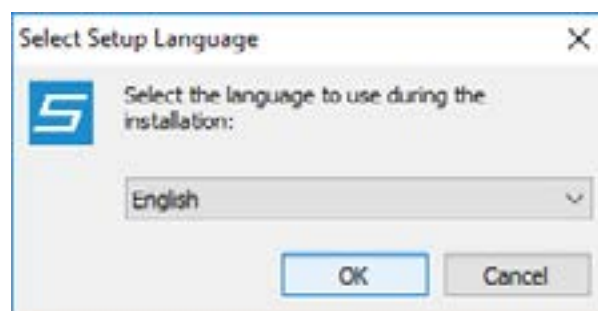 Select Setup Language
Select the language to use during the
installation:
English
OK
Cancel